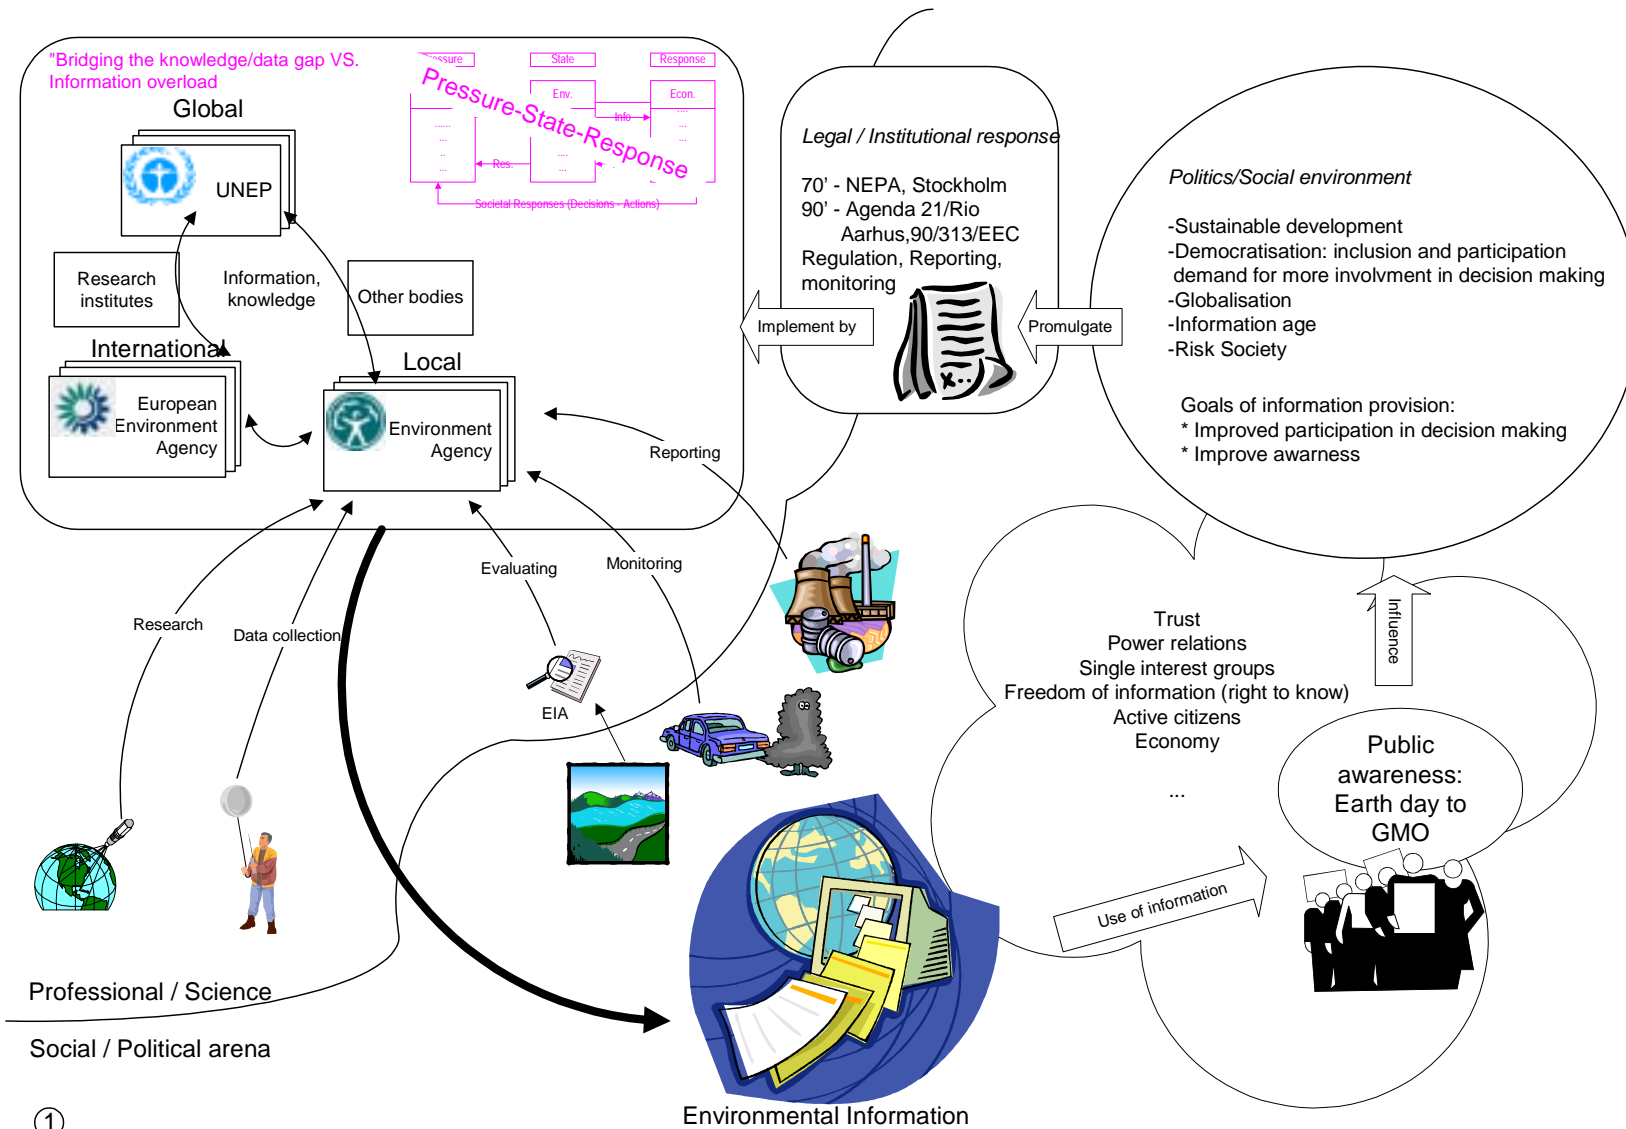 "Bridging the knowledge/data gap VS.
Information overload
Global
UNEP
Research
institutes
Information,
knowledge
Other bodies
International
European
Environment
Agency
Local
Environment
Agency
State
Response
Env.
Econ.
Info
Res.
Pressure-State-Response
Societal Responses (Decisions - Actions)
Legal / Institutional response
70' - NEPA, Stockholm
90' - Agenda 21/Rio
Aarhus,90/313/EEC
Regulation, Reporting,
monitoring
Implement by
Promulgate
Politics/Social environment
-Sustainable development
-Democratisation: inclusion and participation
demand for more involvment in decision making
-Globalisation
-Information age
-Risk Society
Goals of information provision:
* Improved participation in decision making
* Improve awarness
Reporting
Monitoring
Evaluating
Research
Data collection
EIA
Influence
Trust
Power relations
Single interest groups
Freedom of information (right to know)
Active citizens
Economy
...
Public
awareness:
Earth day to
GMO
Use of information
Professional / Science
Social / Political arena
Environmental Information
1